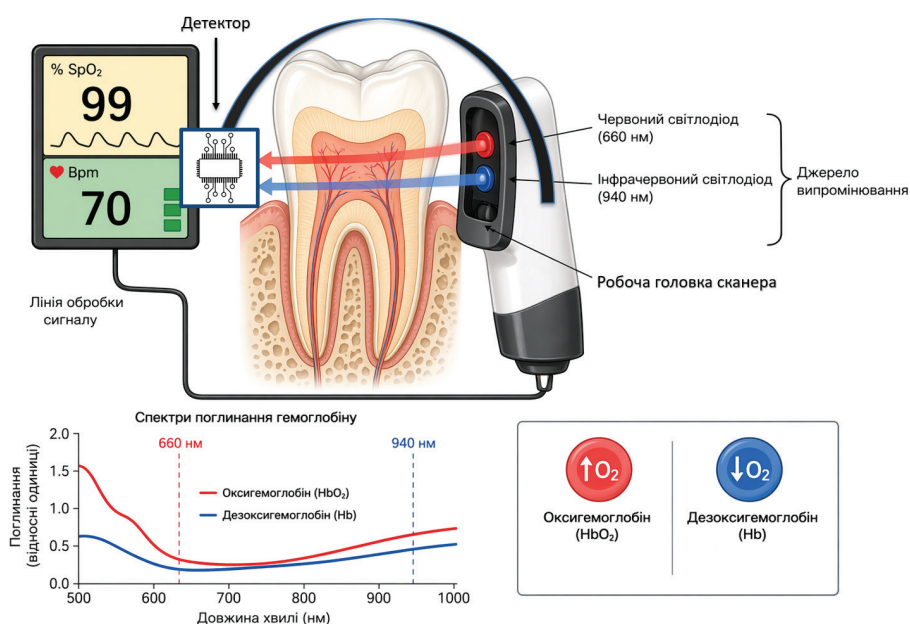 Детектор
% SpO₂
99
Bpm
70
Червоний світлодіод
(660 нм)
Інфрачервоний світлодіод
(940 нм)
Джерело
випромінювання
Робоча головка сканера
Лінія обробки
сигналу
Спектри поглинання гемоглобіну
660 нм
940 нм
Поглинання
(відносні одиниці)
2.0
1.5
1.0
0.5
0.0
Оксигемоглобін (HbO₂)
Дезоксигемоглобін (Hb)
500
600
700
800
900
1000
Довжина хвилі (нм)
↑O₂
Оксигемоглобін
(HbO₂)
↓O₂
Дезоксигемоглобін
(Hb)